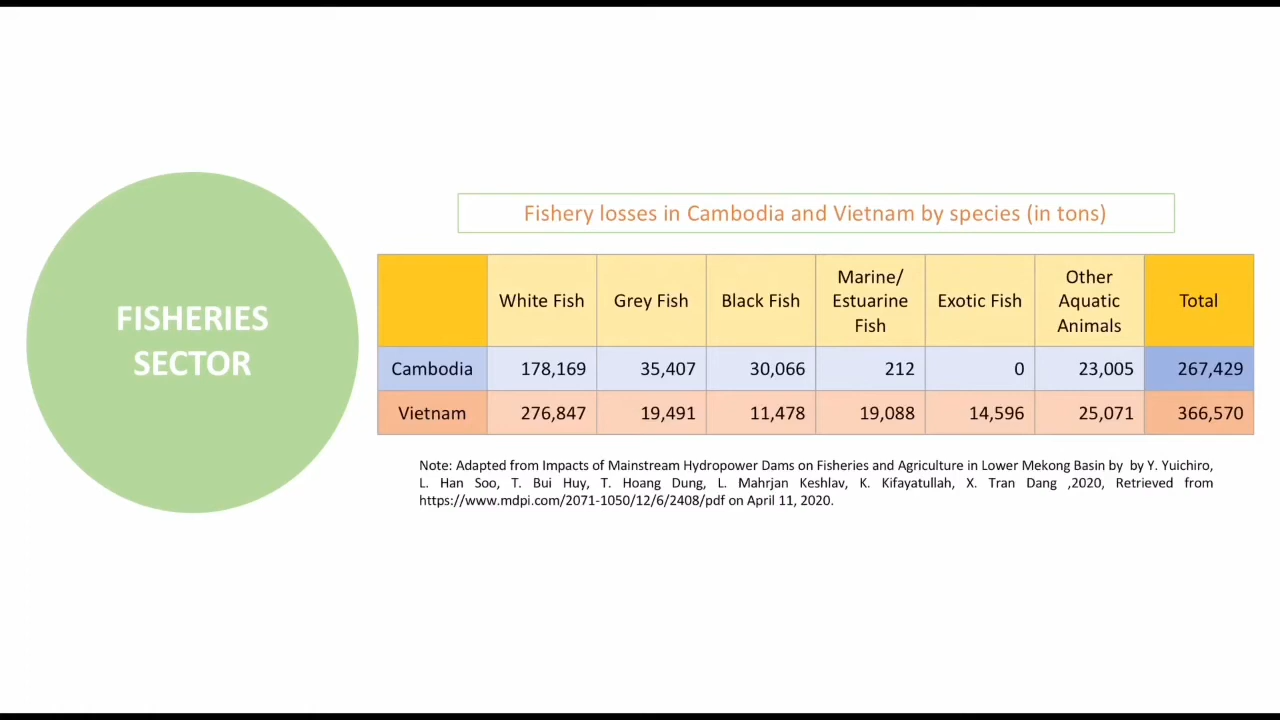 FISHERIES
SECTOR
Fishery losses in Cambodia and Vietnam by species (in tons)
White Fish Grey Fish Black Fish Marine/ Estuarine Fish Exotic Fish Other Aquatic Animals Total
Cambodia 178,169 35,407 30,066 212 0 23,005 267,429
Vietnam 276,847 19,491 11,478 19,088 14,596 25,071 366,570
Note: Adapted from Impacts of Mainstream Hydropower Dams on Fisheries and Agriculture in Lower Mekong Basin by by Y. Yuichiro,
L. Han Soo, T. Bui Huy, T. Hoang Dung, L. Mahrjan Keshlav, K. Kifayatullah, X. Tran Dang ,2020, Retrieved from
https://www.mdpi.com/2071-1050/12/6/2408/pdf on April 11, 2020.